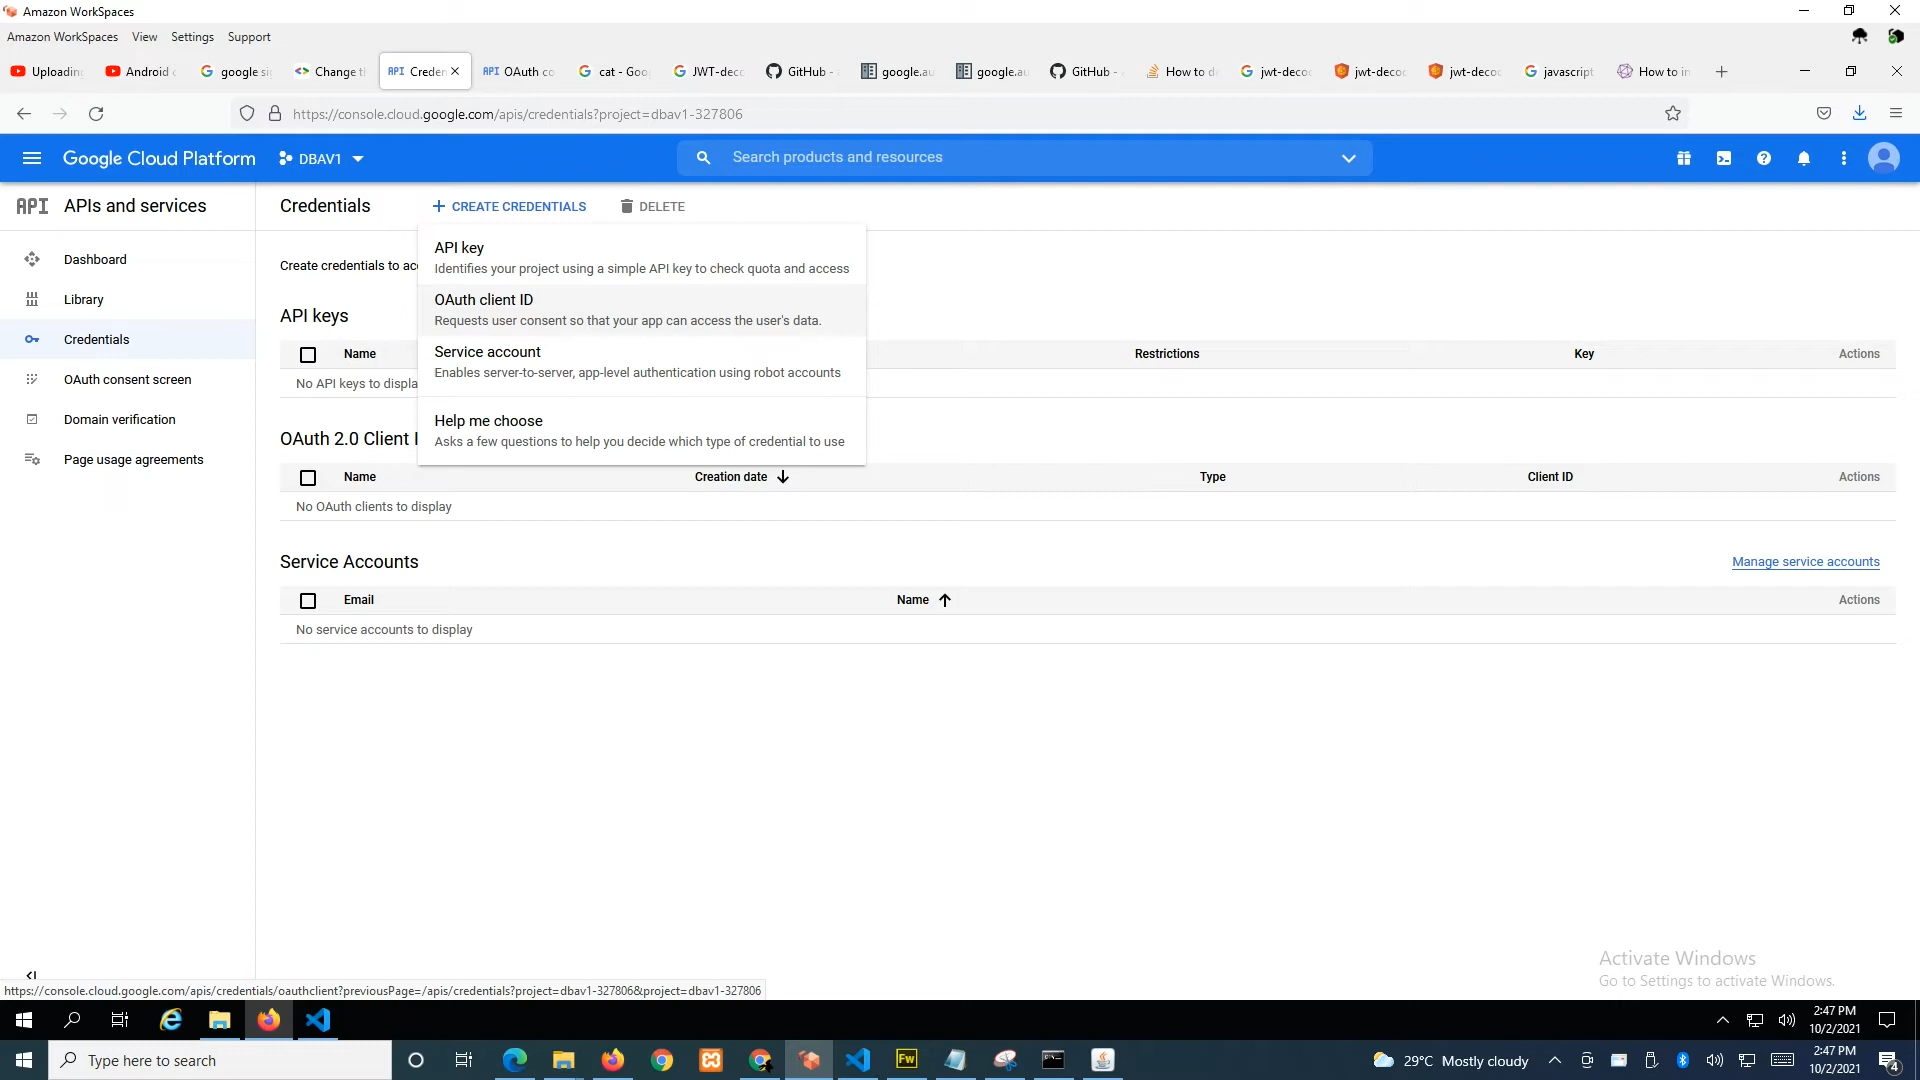 Amazon WorkSpaces
Amazon WorkSpaces View Settings Support
Uploadin
Android
google si
Change t
API Creden
API OAuth co
cat - Goo
JWT-deco
GitHub -
google.au
google.au
GitHub -
How to d
jwt-decoc
jwt-decoc
jwt-decoc
javascript
How to in
https://console.cloud.google.com/apis/credentials?project=dbav1-327806
Google Cloud Platform DBAV1 Search products and resources
API APIs and services
Dashboard
Library
Credentials
OAuth consent screen
Domain verification
Page usage agreements
Credentials CREATE CREDENTIALS DELETE
Create credentials to acc
API key
Identifies your project using a simple API key to check quota and access
OAuth client ID
Requests user consent so that your app can access the user's data.
Service account
Enables server-to-server, app-level authentication using robot accounts
Help me choose
Asks a few questions to help you decide which type of credential to use
API keys
Name Restrictions Key Actions
No API keys to displa
OAuth 2.0 Client I
Name Creation date Type Client ID Actions
No OAuth clients to display
Service Accounts Manage service accounts
Email Name Actions
No service accounts to display
Activate Windows
Go to Settings to activate Windows.
https://console.cloud.google.com/apis/credentials/oauthclient?previousPage=/apis/credentials?project=dbav1-327806&project=dbav1-327806
2:47 PM
10/2/2021
Type here to search
Fw
29°C Mostly cloudy
2:47 PM
10/2/2021
4